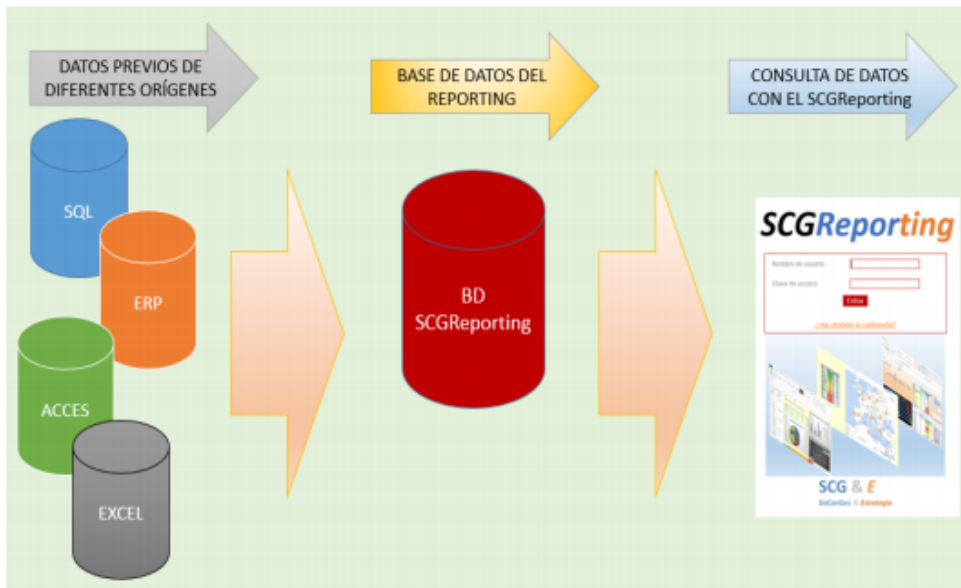 DATOS PREVIOS DE
DIFERENTES ORÍGENES
BASE DE DATOS DEL
REPORTING
CONSULTA DE DATOS
CON EL SCGReporting
SQL
ERP
ACCES
EXCEL
BD
SCGReporting
SCGReporting
Nombre de usuario
Clave de acceso
Entrar
¿Has olvidado la contraseña?
SCG & E
SisConGes & Estrategia